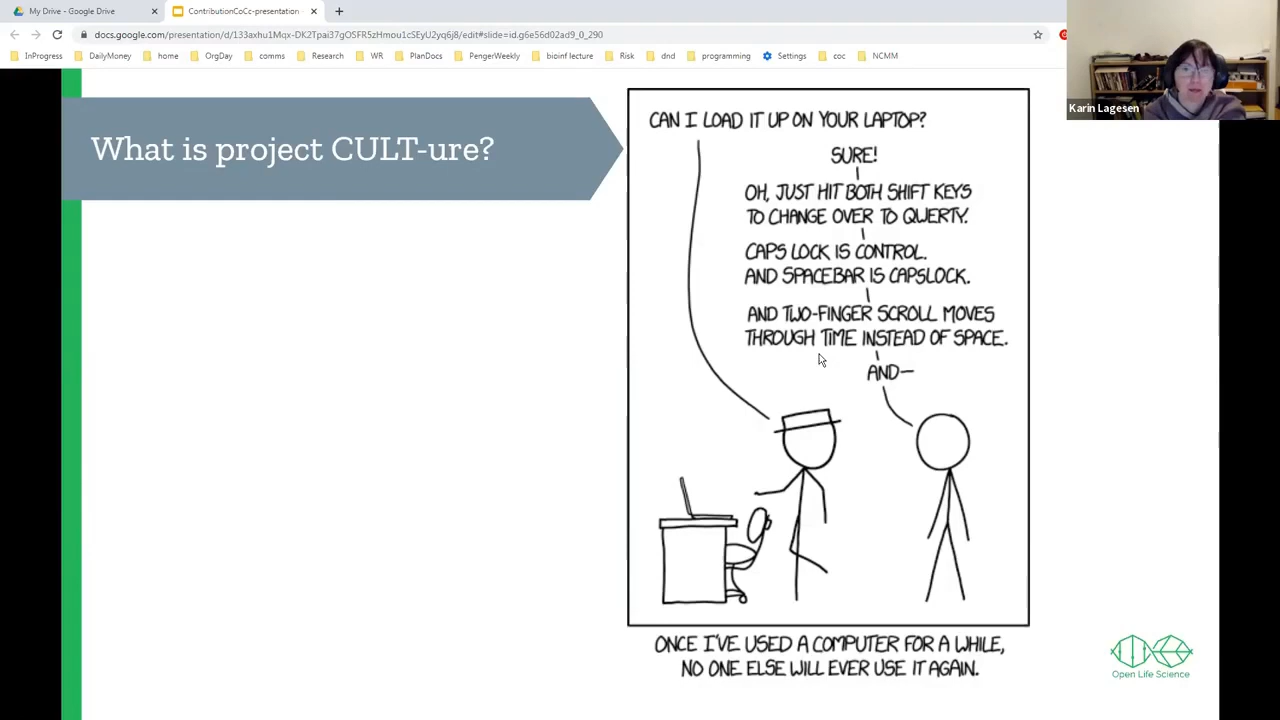 My Drive - Google Drive
ContributionCoCc-presentation
docs.google.com/presentation/d/133axhu1Mqx-DK2Tpai37gOSFR5zHmou1cSEyU2yq6j8/edit#slide=id.g6e56d02ad9_0_290
InProgress DailyMoney home OrgDay comms Research WR PlanDocs PengerWeekly bioinf lecture Risk dnd programming Settings coc NCMM
Karin Lagesen
What is project CULT-ure?
CAN I LOAD IT UP ON YOUR LAPTOP?
SURE!
OH, JUST HIT BOTH SHIFT KEYS
TO CHANGE OVER TO QWERTY.
CAPS LOCK IS CONTROL.
AND SPACEBAR IS CAPSLOCK.
AND TWO-FINGER SCROLL MOVES
THROUGH TIME INSTEAD OF SPACE.
AND—
ONCE I'VE USED A COMPUTER FOR A WHILE,
NO ONE ELSE WILL EVER USE IT AGAIN.
Open Life Science